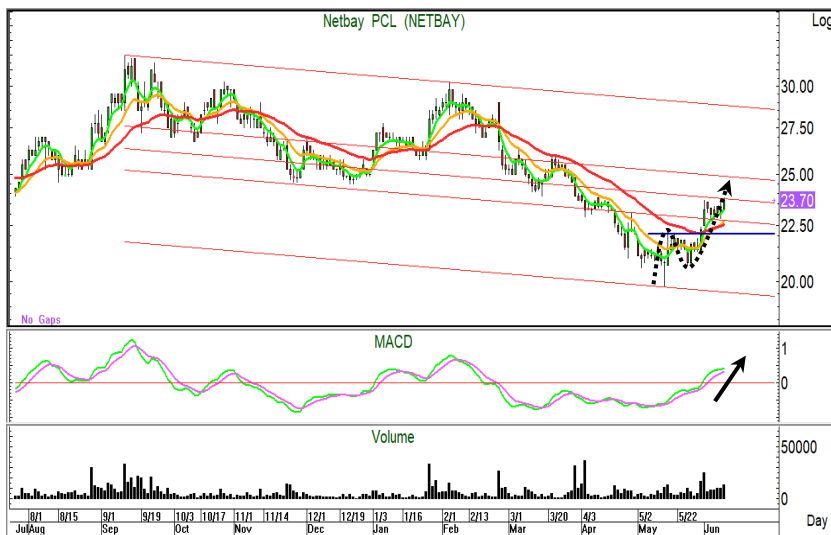 Netbay PCL (NETBAY)
Log
30.00
27.50
25.00
23.70
22.50
20.00
No Gaps
MACD
1
0
Volume
50000
0
8/1 8/15 9/1 9/19 10/3 10/17 11/1 11/14 12/1 12/19 1/3 1/16 2/1 2/13 3/1 3/20 4/3 5/2 5/22
Jul Aug Sep Oct Nov Dec Jan Feb Mar Apr May Jun
Day